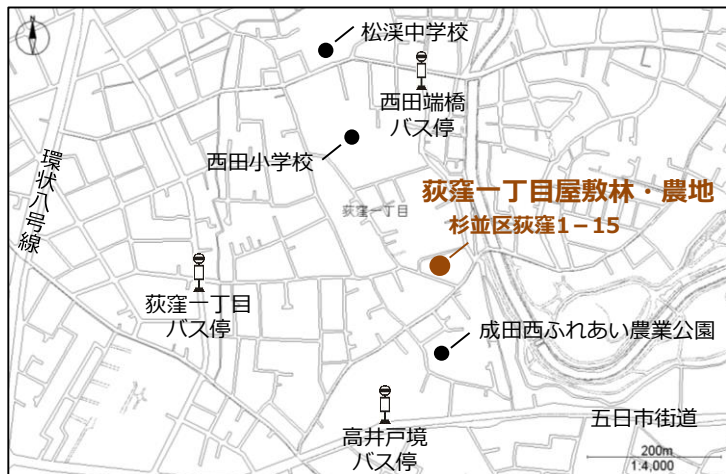 松渓中学校
西田端橋
バス停
西田小学校
環状八号線
荻窪一丁目屋敷林・農地
杉並区荻窪1－15
荻窪一丁目
荻窪一丁目
バス停
成田西ふれあい農業公園
高井戸境
バス停
五日市街道
200m
1:4,000